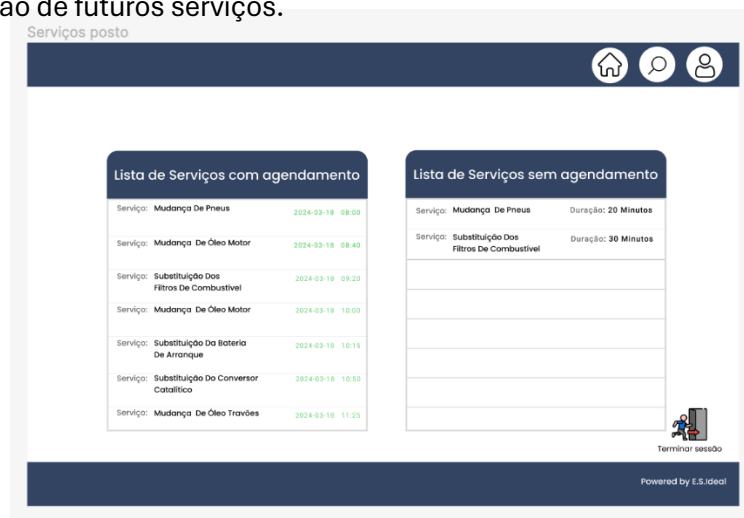 ão de futuros serviços.
Serviços posto
Lista de Serviços com agendamento
Serviço: Mudança De Pneus 2024-03-18 08:00
Serviço: Mudança De Óleo Motor 2024-03-18 08:40
Serviço: Substituição Dos 2024-03-18 09:20
Filtros De Combustível
Serviço: Mudança De Óleo Motor 2024-03-18 10:00
Serviço: Substituição Da Bateria 2024-03-18 10:15
De Arranque
Serviço: Substituição Do Conversor 2024-03-18 10:50
Catalítico
Serviço: Mudança De Óleo Travões 2024-03-18 11:25
Lista de Serviços sem agendamento
Serviço: Mudança De Pneus Duração: 20 Minutos
Serviço: Substituição Dos Duração: 30 Minutos
Filtros De Combustível
Terminar sessão
Powered by E.S.Ideal